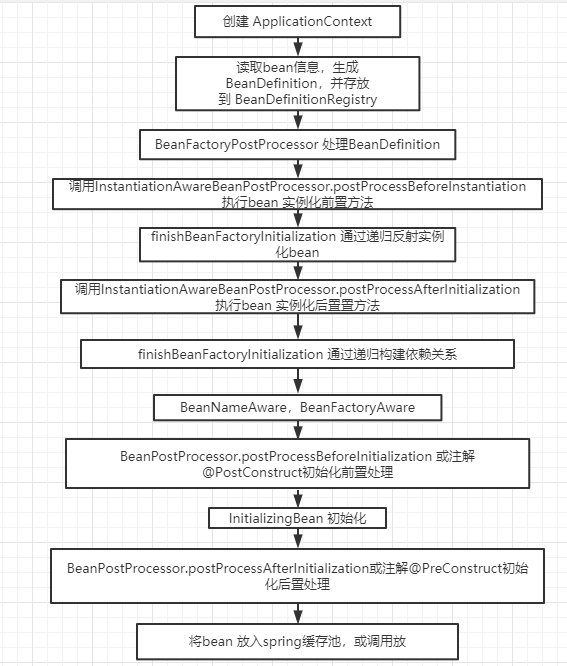 创建 ApplicationContext
读取bean信息，生成
BeanDefinition，并存放
到 BeanDefinitionRegistry
BeanFactoryPostProcessor 处理BeanDefinition
调用InstantiationAwareBeanPostProcessor.postProcessBeforeInstantiation
执行bean 实例化前置方法
finishBeanFactoryInitialization 通过递归反射实例
化bean
调用InstantiationAwareBeanPostProcessor.postProcessAfterInitialization
执行bean 实例化后置置方法
finishBeanFactoryInitialization 通过递归构建依赖关系
BeanNameAware，BeanFactoryAware
BeanPostProcessor.postProcessBeforeInitialization 或注解
@PostConstruct初始化前置处理
InitializingBean 初始化
BeanPostProcessor.postProcessAfterInitialization或注解@PreConstruct初始
化后置处理
将bean 放入spring缓存池，或调用放